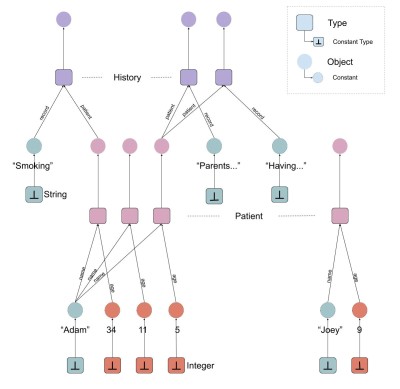 Type
⊥ Constant Type
Object
Constant
History
record
patient
patient
record
patient
record
"Smoking"
"Parents..."
"Having..."
⊥ String
⊥
⊥
Patient
name
name
name
age
age
age
name
age
"Adam" 34 11 5 "Joey" 9
⊥ ⊥ ⊥ ⊥ Integer ⊥ ⊥